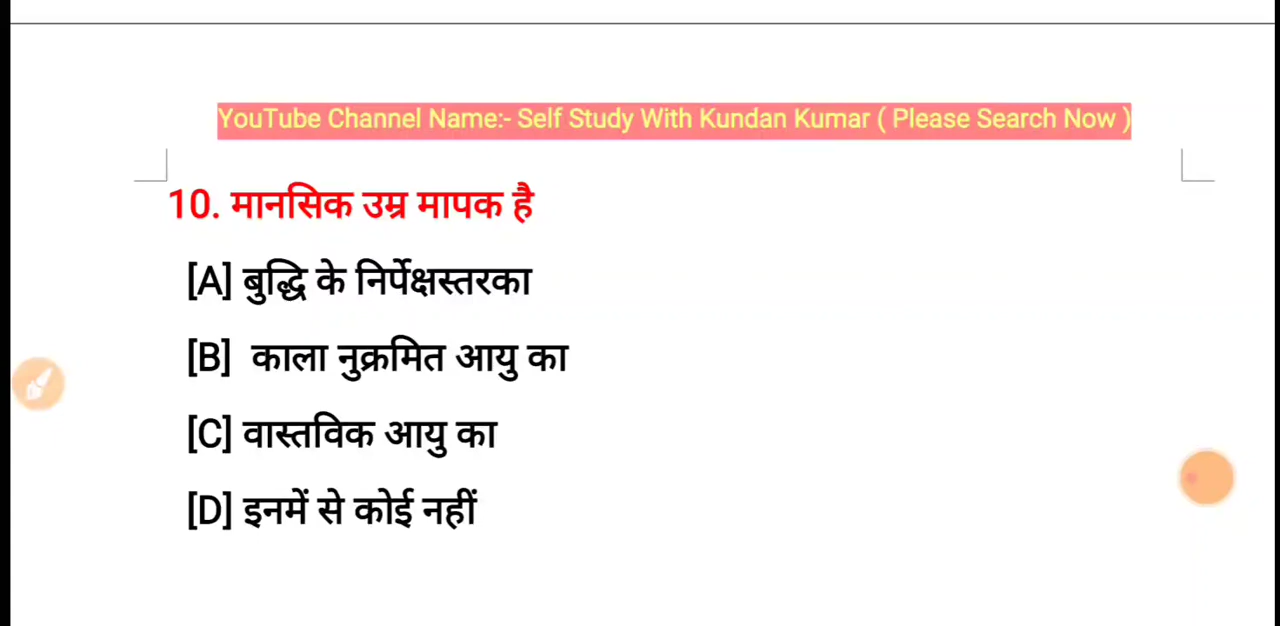 YouTube Channel Name:- Self Study With Kundan Kumar ( Please Search Now )
10. मानसिक उम्र मापक है
[A] बुद्धि के निर्पेक्षस्तरका
[B] काला नुक्रमित आयु का
[C] वास्तविक आयु का
[D] इनमें से कोई नहीं